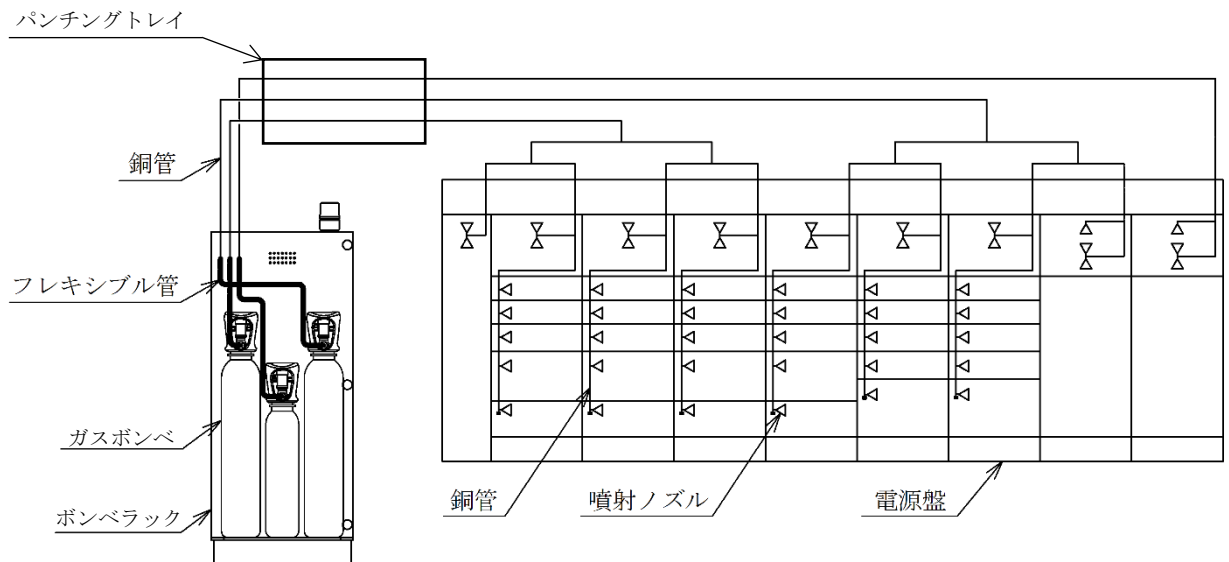 パンチングトレイ
銅管
フレキシブル管
ガスボンベ
ボンベラック
銅管
噴射ノズル
電源盤